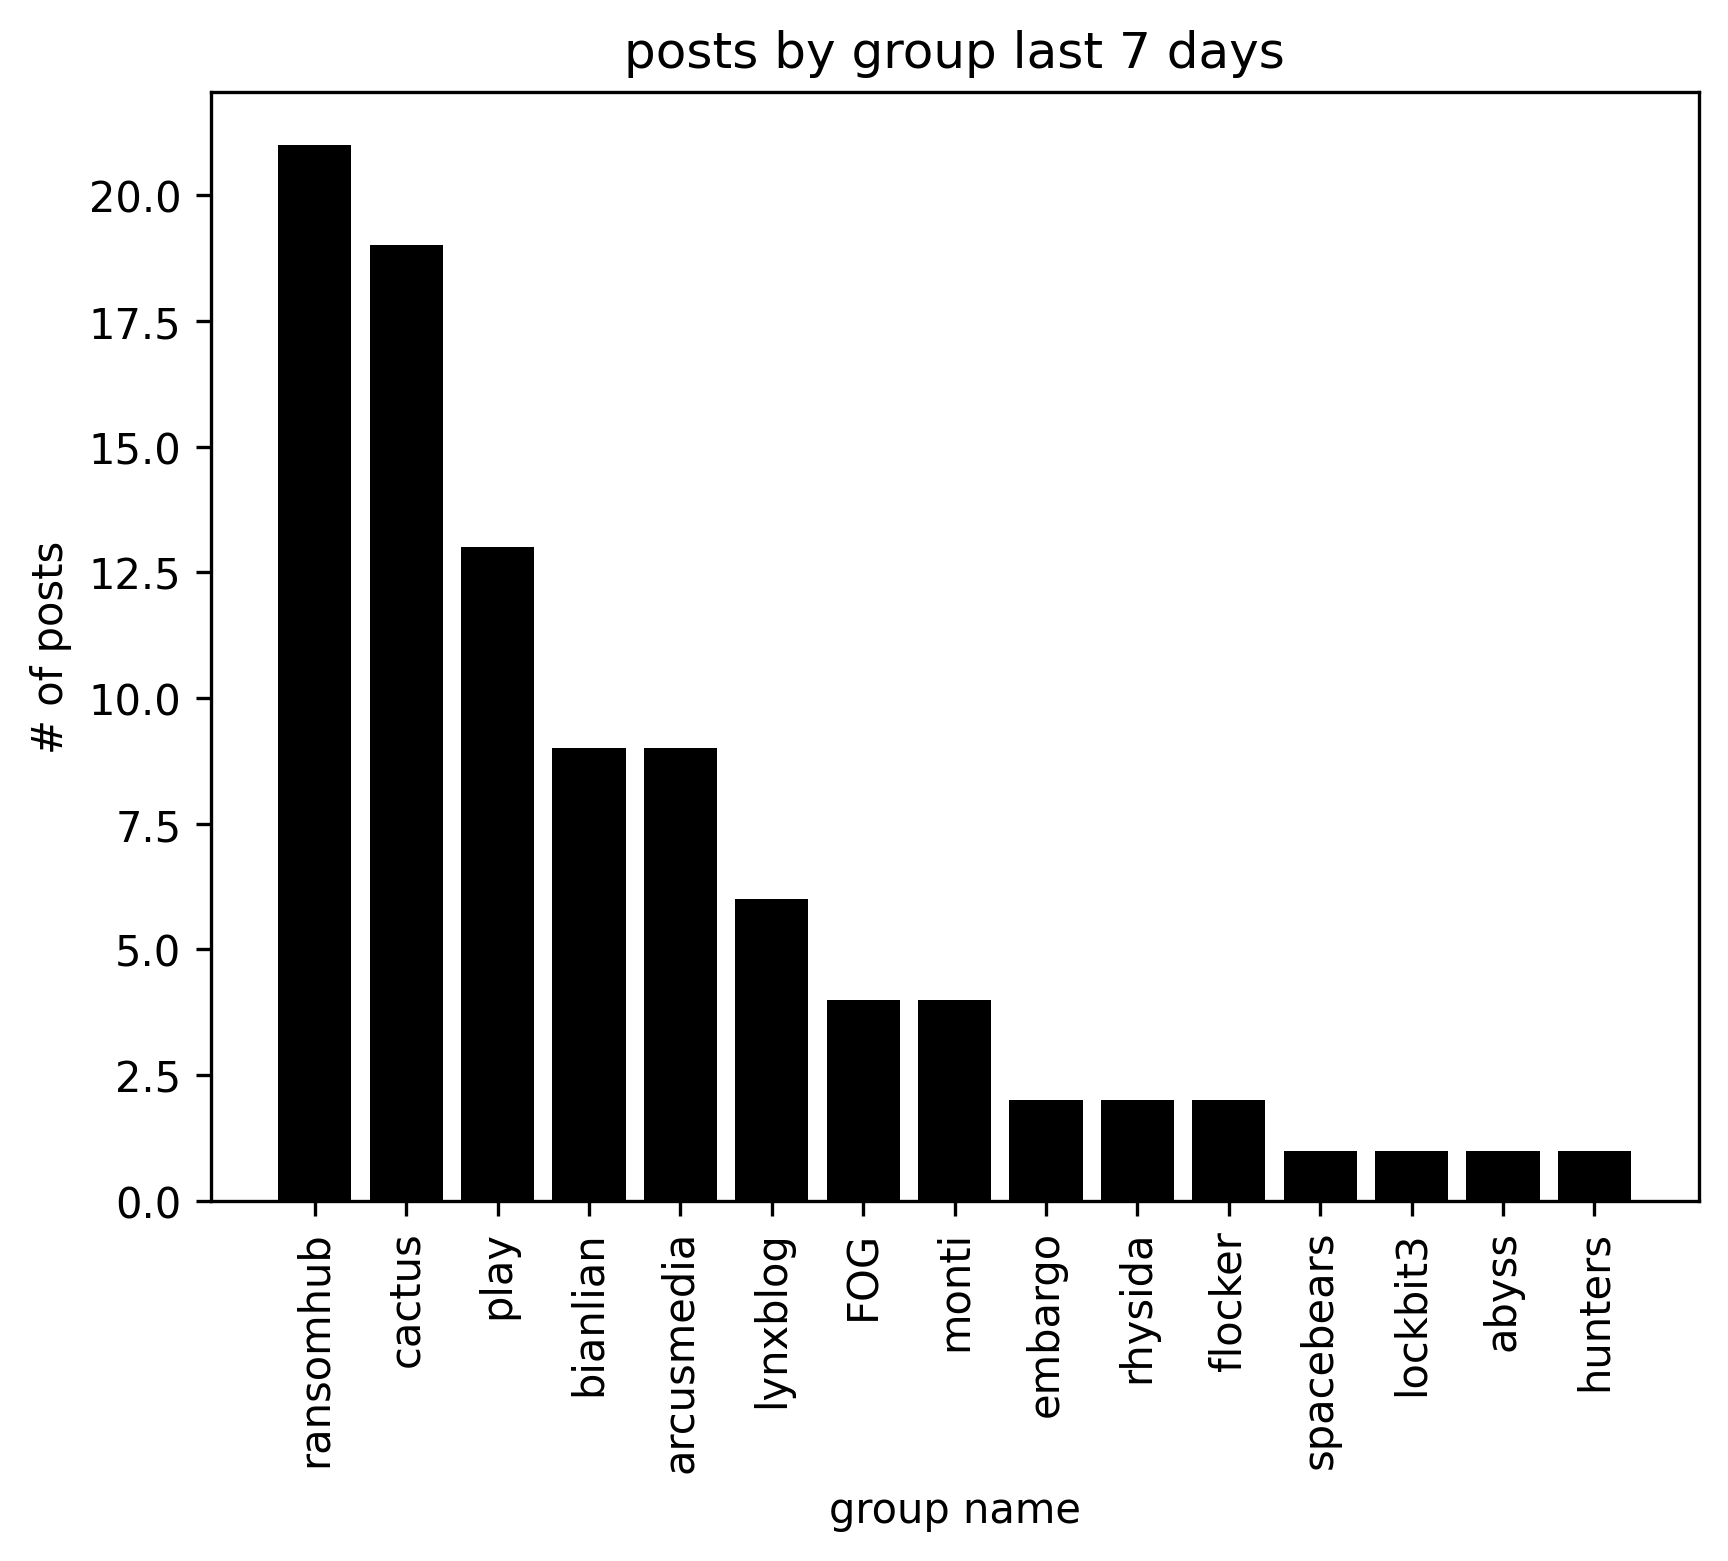 posts by group last 7 days
# of posts
20.0
17.5
15.0
12.5
10.0
7.5
5.0
2.5
0.0
ransomhub
cactus
play
bianlian
arcusmedia
lynxblog
FOG
monti
embargo
rhysida
flocker
spacebears
lockbit3
abyss
hunters
group name